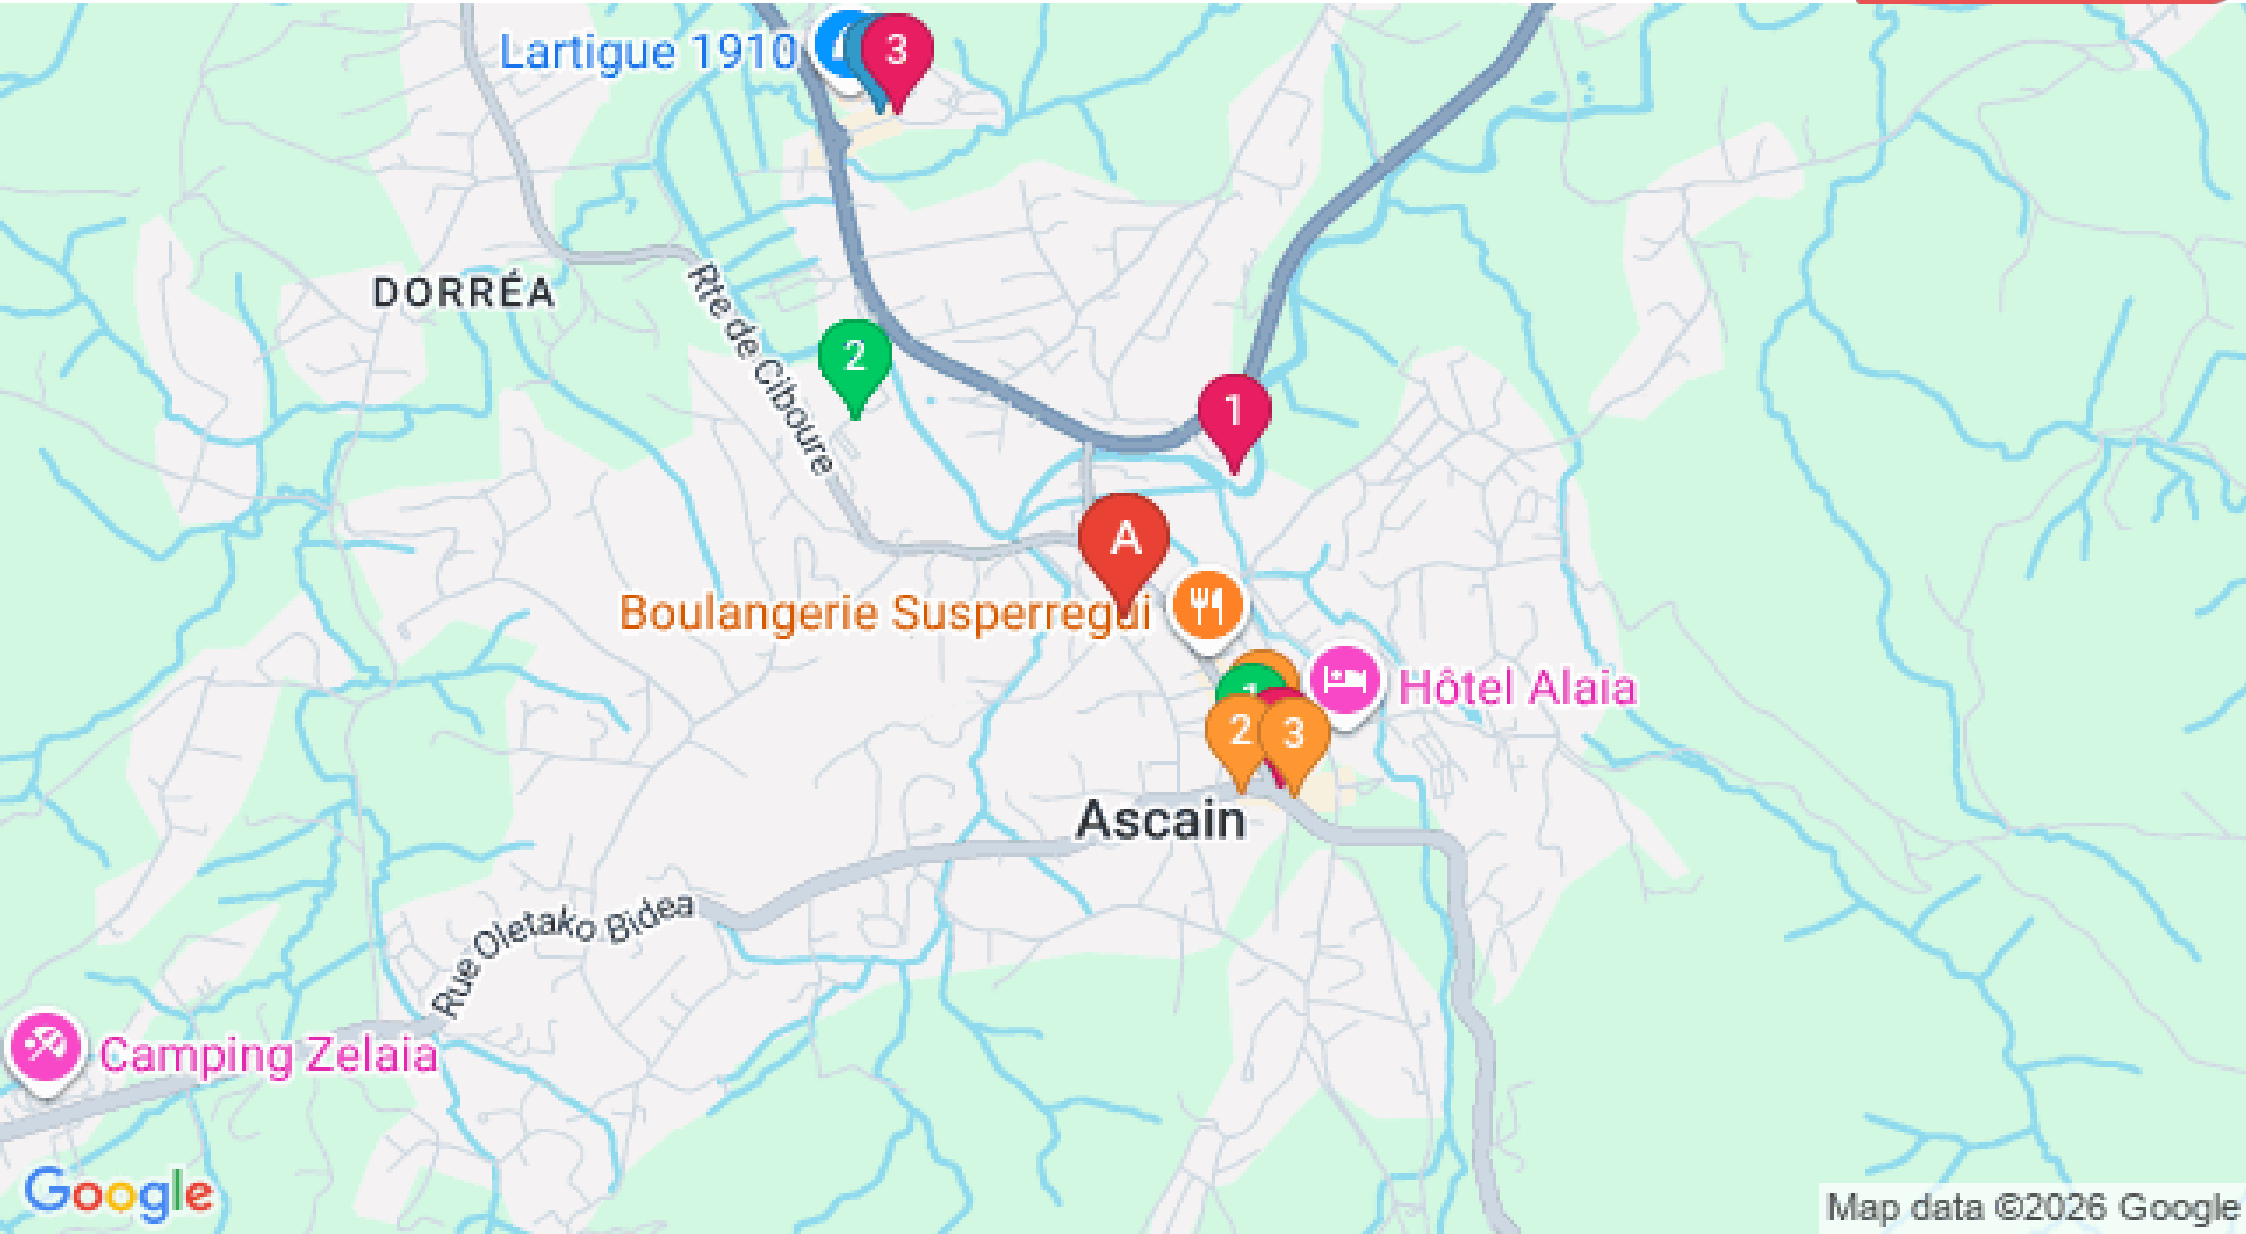 Lartigue 1910
3
DORRÉA
Rte de Ciboure
2
1
A
Boulangerie Susperregui
1
Hôtel Alaia
2
3
Ascain
Rue Oletako Bidea
Camping Zelaia
Google
Map data ©2026 Google